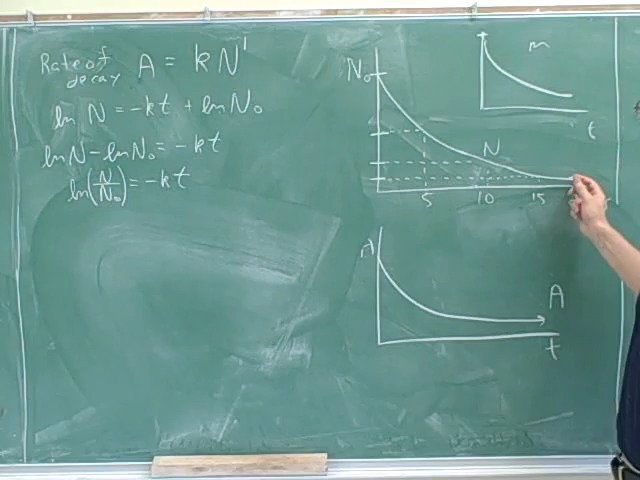 Rate of decay A = kN¹
ln N = -kt + ln N₀
ln N - ln N₀ = -kt
ln(N/N₀) = -kt
N₀
N
5 10 15
m
t
A
A
t